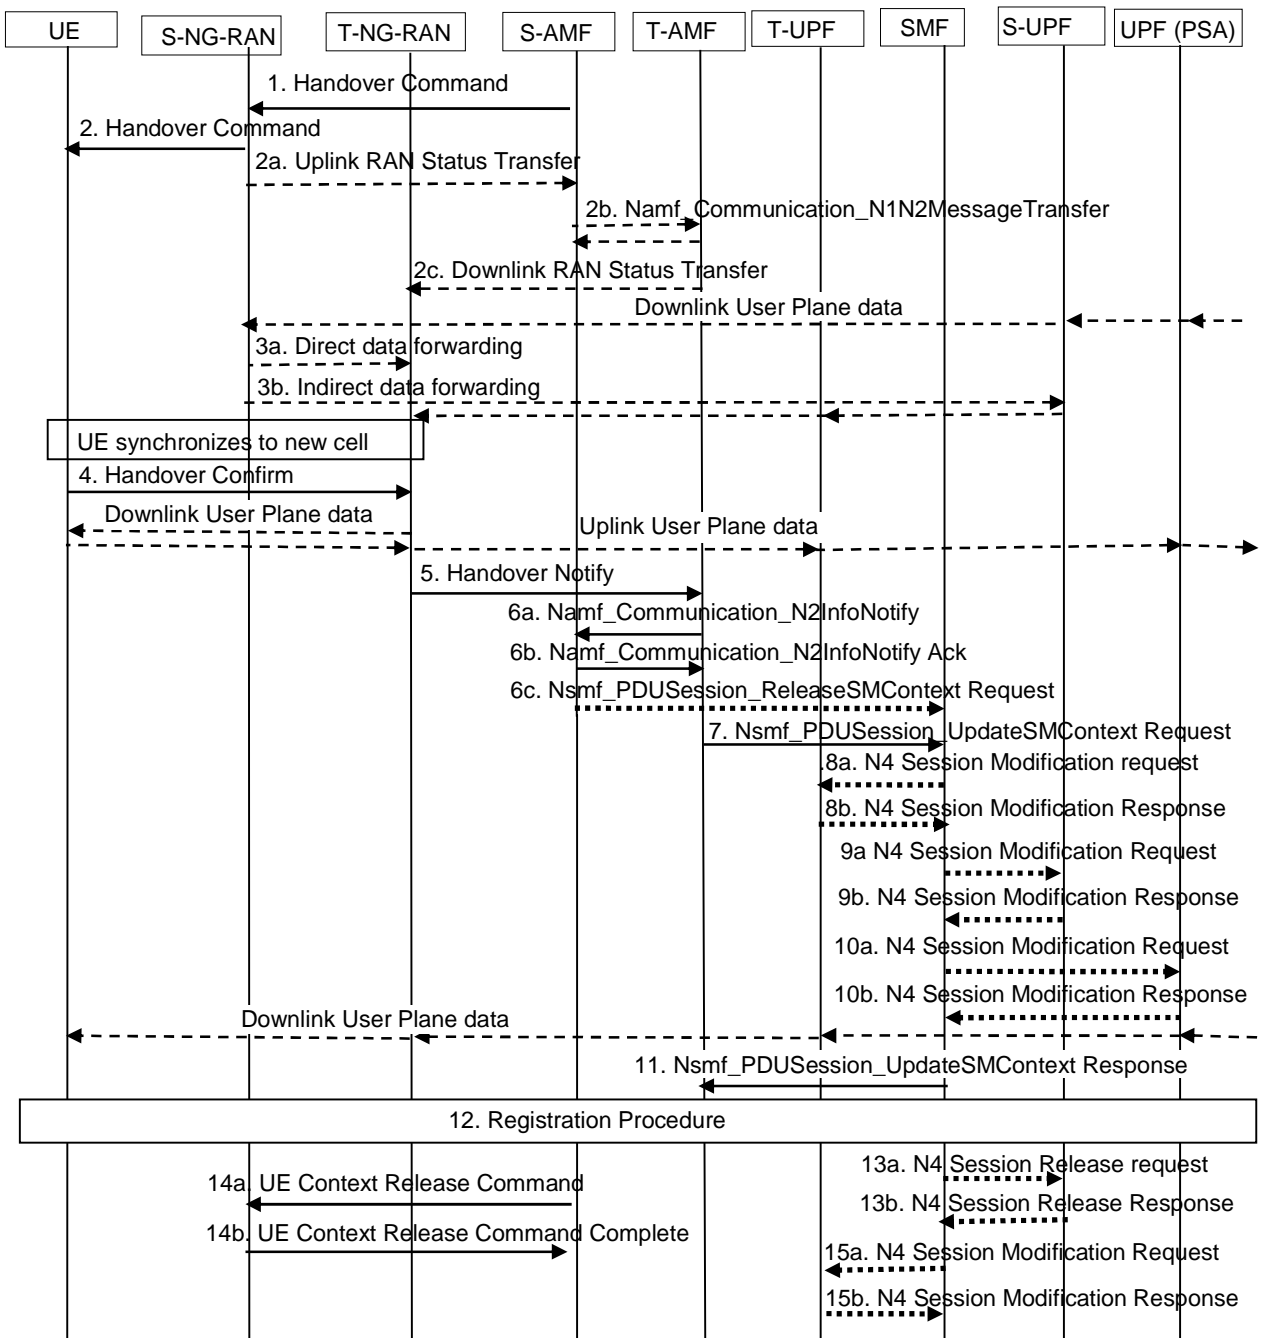 UE
S-NG-RAN
T-NG-RAN
S-AMF
T-AMF
T-UPF
SMF
S-UPF
UPF (PSA)
1. Handover Command
2. Handover Command
2a. Uplink RAN Status Transfer
2b. Namf_Communication_N1N2MessageTransfer
2c. Downlink RAN Status Transfer
Downlink User Plane data
3a. Direct data forwarding
3b. Indirect data forwarding
UE synchronizes to new cell
4. Handover Confirm
Downlink User Plane data
Uplink User Plane data
5. Handover Notify
6a. Namf_Communication_N2InfoNotify
6b. Namf_Communication_N2InfoNotify Ack
6c. Nsmf_PDUSession_ReleaseSMContext Request
7. Nsmf_PDUSession_UpdateSMContext Request
.8a. N4 Session Modification request
8b. N4 Session Modification Response
9a N4 Session Modification Request
9b. N4 Session Modification Response
10a. N4 Session Modification Request
10b. N4 Session Modification Response
Downlink User Plane data
11. Nsmf_PDUSession_UpdateSMContext Response
12. Registration Procedure
13a. N4 Session Release request
14a. UE Context Release Command
13b. N4 Session Release Response
14b. UE Context Release Command Complete
15a. N4 Session Modification Request
15b. N4 Session Modification Response